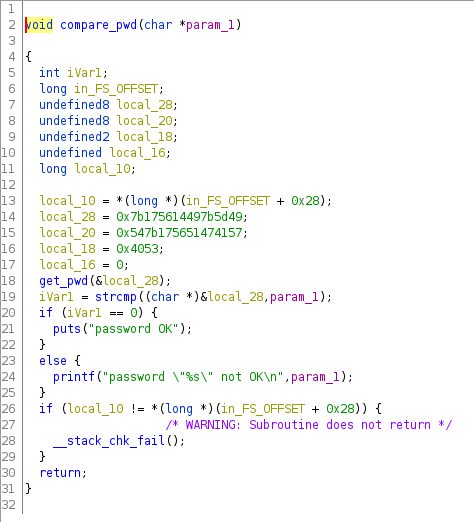 1
2 void compare_pwd(char *param_1)
3
4 {
5 int iVar1;
6 long in_FS_OFFSET;
7 undefined8 local_28;
8 undefined8 local_20;
9 undefined2 local_18;
10 undefined local_16;
11 long local_10;
12
13 local_10 = *(long *)(in_FS_OFFSET + 0x28);
14 local_28 = 0x7b175614497b5d49;
15 local_20 = 0x547b175651474157;
16 local_18 = 0x4053;
17 local_16 = 0;
18 get_pwd(&local_28);
19 iVar1 = strcmp((char *)&local_28,param_1);
20 if (iVar1 == 0) {
21 puts("password OK");
22 }
23 else {
24 printf("password \"%s\" not OK\n",param_1);
25 }
26 if (local_10 != *(long *)(in_FS_OFFSET + 0x28)) {
27 /* WARNING: Subroutine does not return */
28 __stack_chk_fail();
29 }
30 return;
31 }
32